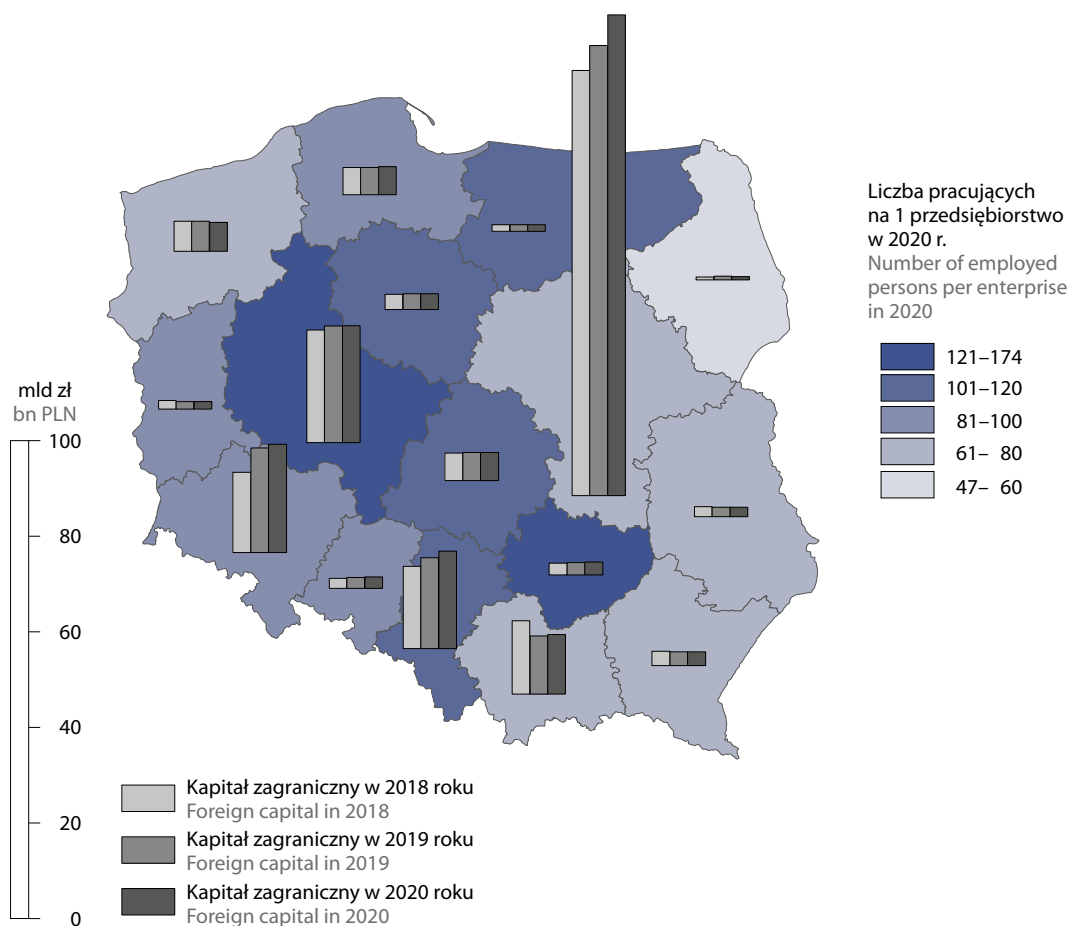 Liczba pracujących
na 1 przedsiębiorstwo
w 2020 r.
Number of employed
persons per enterprise
in 2020
121–174
101–120
81–100
61– 80
47– 60
mld zł
bn PLN
100
80
60
40
20
0
Kapitał zagraniczny w 2018 roku
Foreign capital in 2018
Kapitał zagraniczny w 2019 roku
Foreign capital in 2019
Kapitał zagraniczny w 2020 roku
Foreign capital in 2020